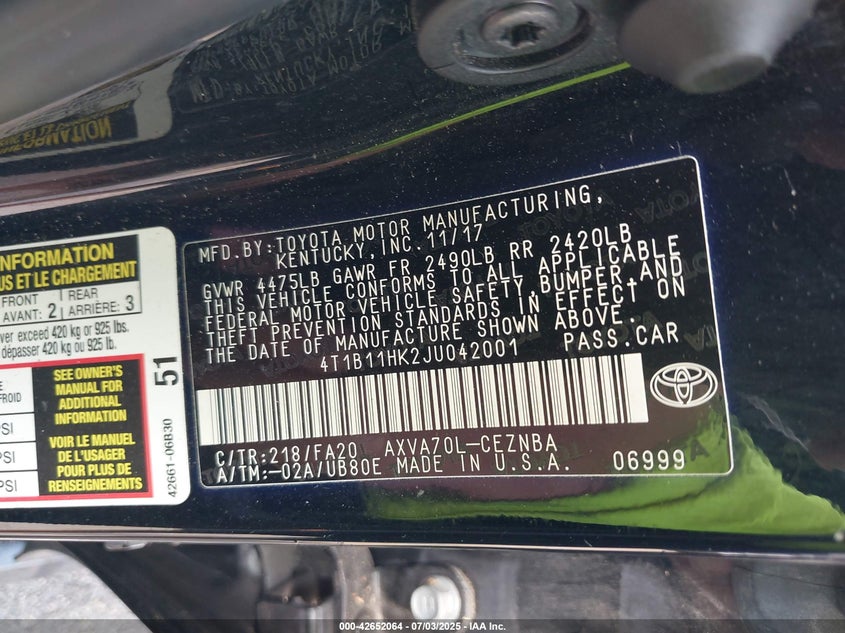 MFD.BY:TOYOTA MOTOR MANUFACTURING,
KENTUCKY,INC.11/17
GVWR 4475LB GAWR FR 2490LB RR 2420LB
THIS VEHICLE CONFORMS TO ALL APPLICABLE
FEDERAL MOTOR VEHICLE SAFETY,BUMPER,AND
THEFT PREVENTION STANDARDS IN EFFECT ON
THE DATE OF MANUFACTURE SHOWN ABOVE.
4T1B11HK2JU042001 PASS.CAR
C/TR:218/FA20 AXVA70L-CEZNBA
A/TM:-02A/UB80E MADE IN U.S.A. 06999
INFORMATION
US ET LE CHARGEMENT
FRONT
AVANT: 2
REAR
ARRIÈRE: 3
ver exceed 420 kg or 925 lbs.
dépasser 420 kg ou 925 lb.
E
FROID
PSI
PSI
PSI
SEE OWNER'S
MANUAL FOR
ADDITIONAL
INFORMATION
VOIR LE MANUEL
DE L'USAGER
POUR PLUS DE
RENSEIGNEMENTS
51
42661-06B30
000-42652064 - 07/03/2025 - IAA Inc.